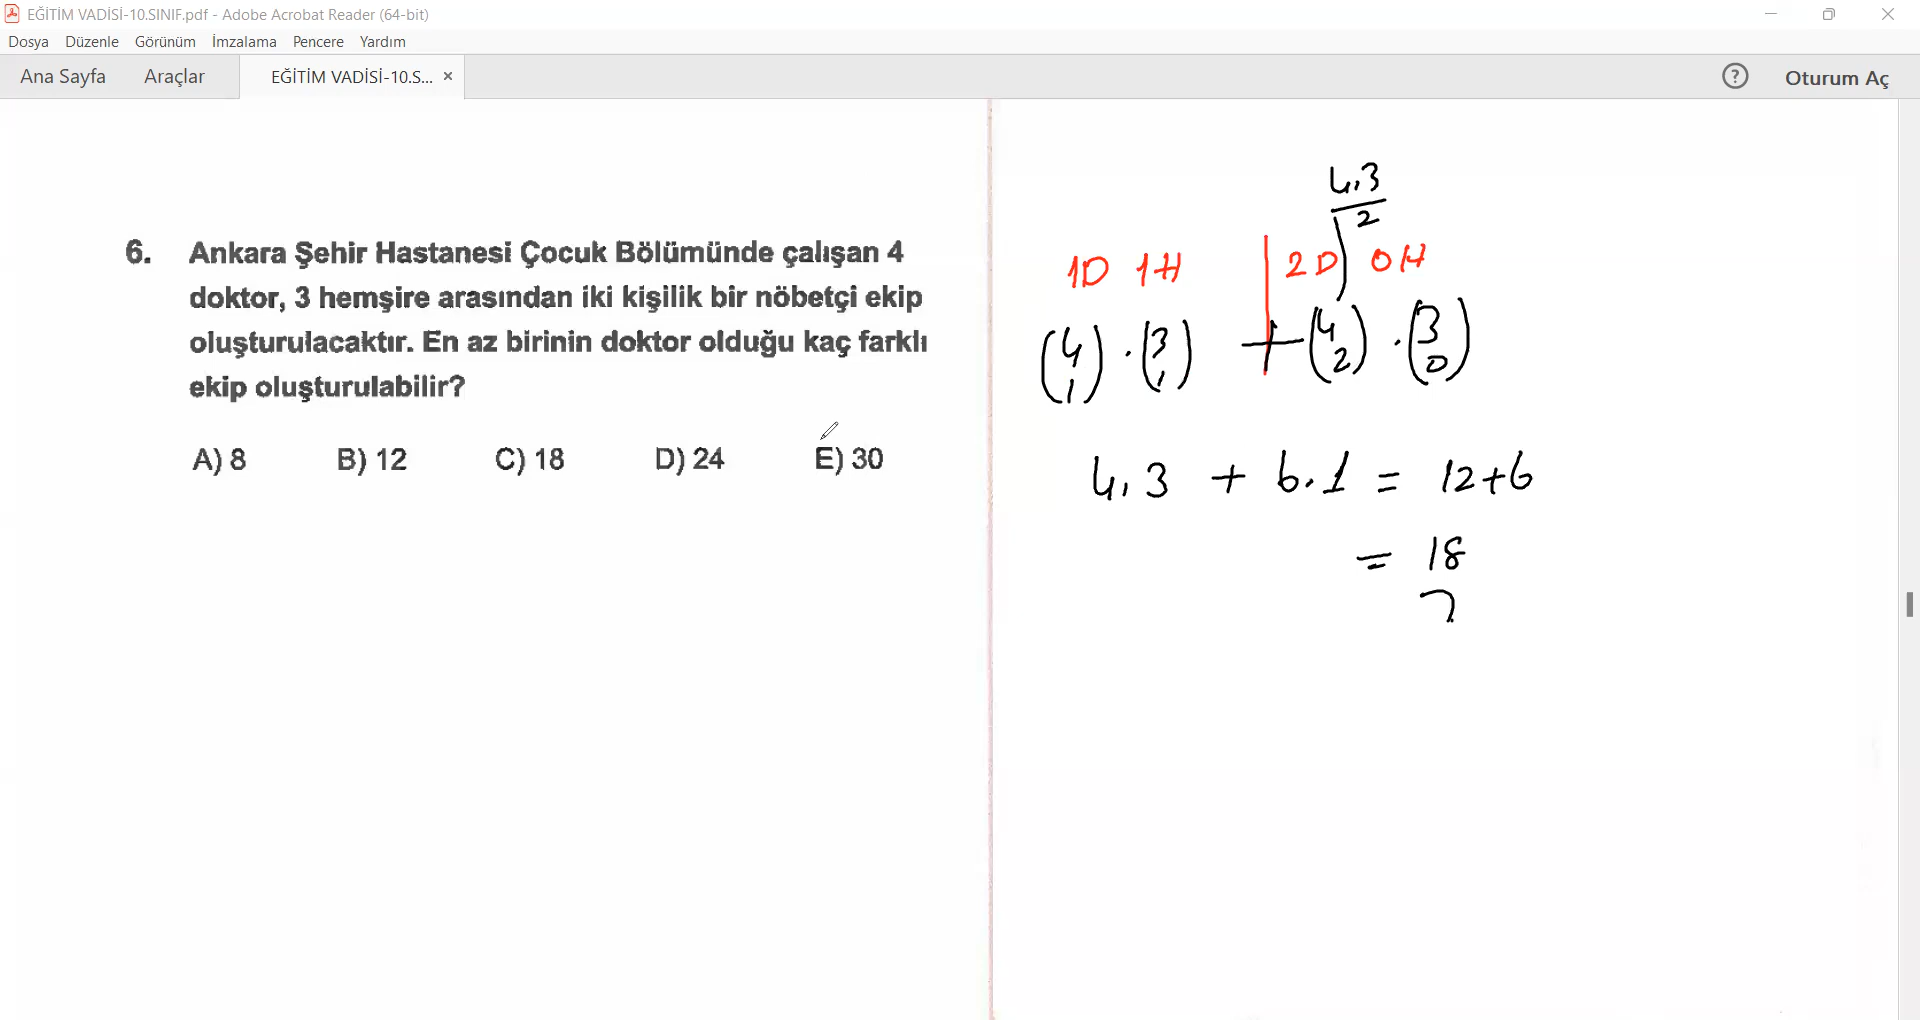 EĞİTİM VADİSİ-10.SINIF.pdf - Adobe Acrobat Reader (64-bit)
Dosya Düzenle Görünüm İmzalama Pencere Yardım
Ana Sayfa Araçlar EĞİTİM VADİSİ-10.S... × ? Oturum Aç
6. Ankara Şehir Hastanesi Çocuk Bölümünde çalışan 4
doktor, 3 hemşire arasından iki kişilik bir nöbetçi ekip
oluşturulacaktır. En az birinin doktor olduğu kaç farklı
ekip oluşturulabilir?
A) 8 B) 12 C) 18 D) 24 E) 30
4.3
2
1D 1H | 2D 0H
(4 1) . (3 1) + (4 2) . (3 0)
4.3 + 6.1 = 12+6
= 18